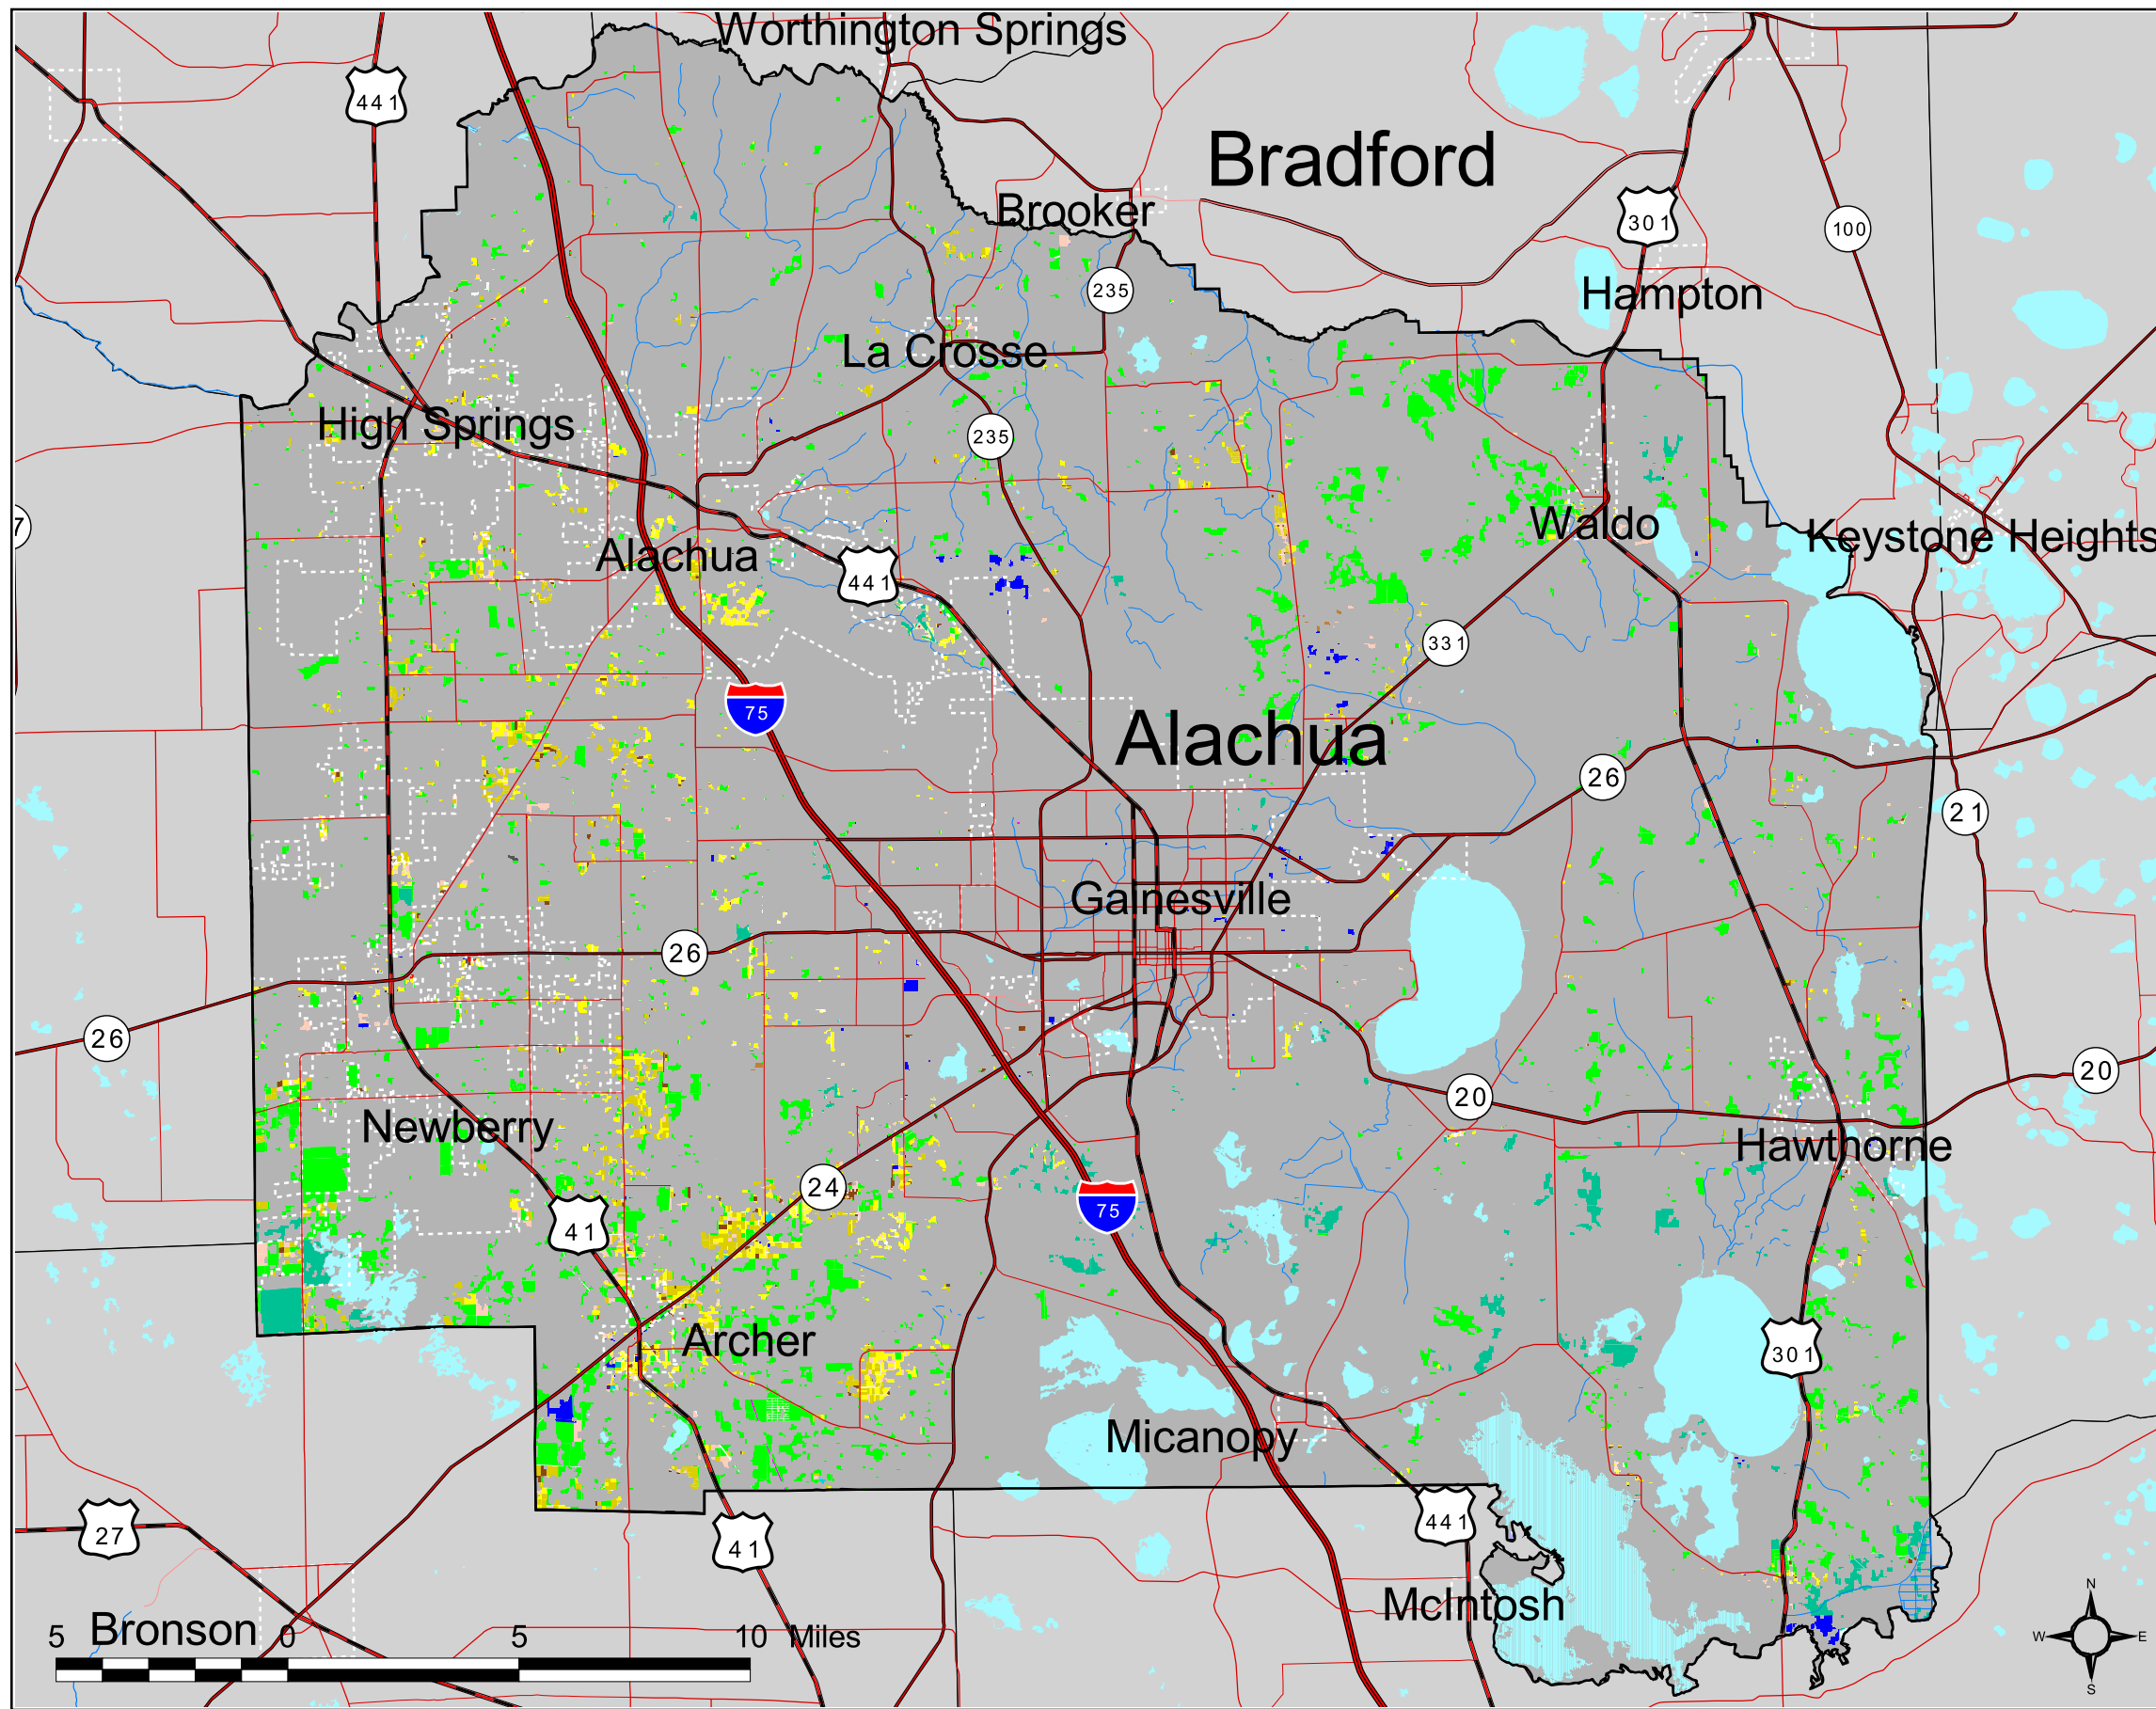 Worthington Springs
441
Bradford
Brooker
301
100
235
Hampton
La Crosse
High Springs
235
7
Waldo
Keystone Heights
Alachua
441
331
75
Alachua
26
21
Gainesville
26
26
20
20
Newberry
Hawthorne
24
75
41
Archer
301
Micanopy
27
41
441
McIntosh
N
W E
S
Bronson
5 0 5 10 Miles